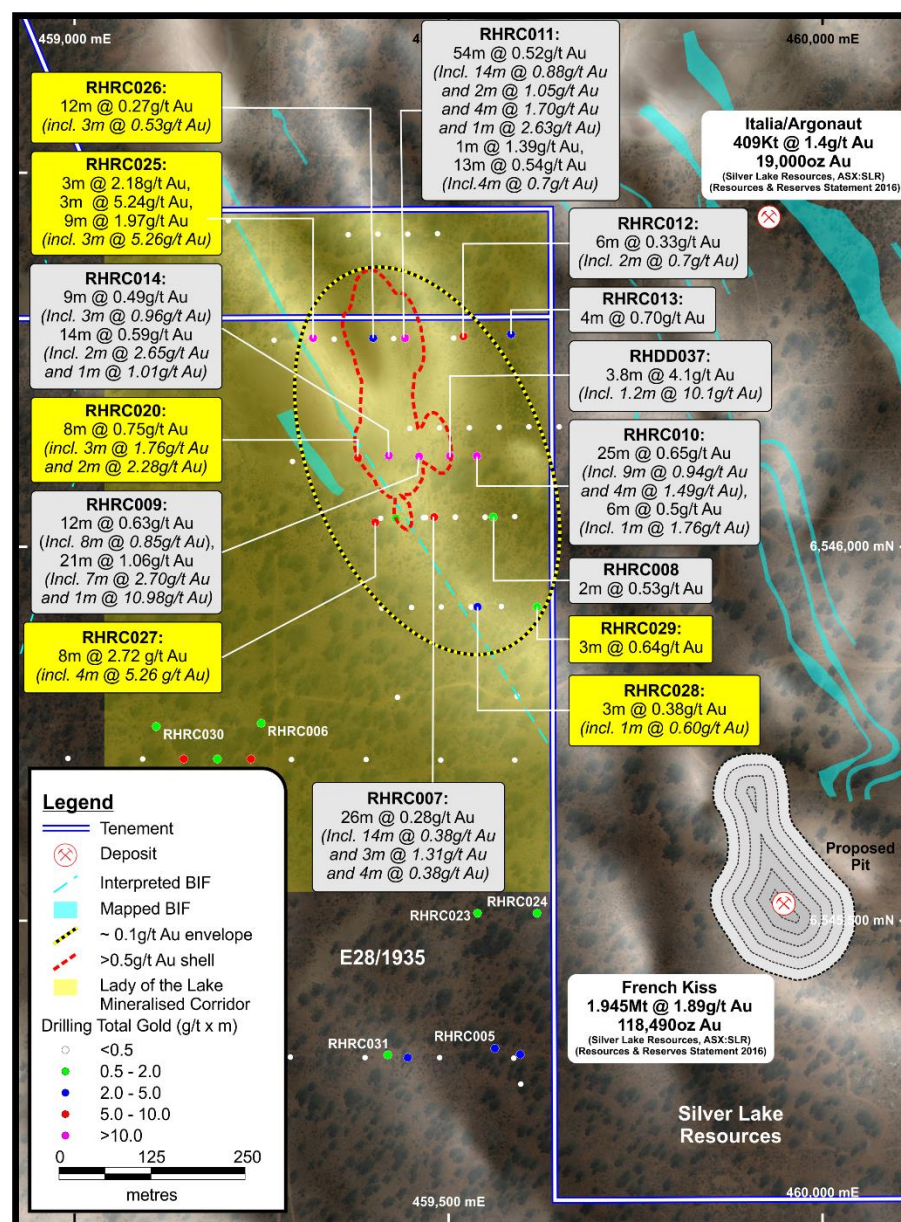 459,000 mE
460,000 mE
RHRC011:
54m @ 0.52g/t Au
(Incl. 14m @ 0.88g/t Au
and 2m @ 1.05g/t Au
and 4m @ 1.70g/t Au
and 1m @ 2.63g/t Au)
1m @ 1.39g/t Au,
13m @ 0.54g/t Au
(Incl.4m @ 0.7g/t Au)
RHRC026:
12m @ 0.27g/t Au
(incl. 3m @ 0.53g/t Au)
RHRC025:
3m @ 2.18g/t Au,
3m @ 5.24g/t Au,
9m @ 1.97g/t Au
(incl. 3m @ 5.26g/t Au)
RHRC014:
9m @ 0.49g/t Au
(Incl. 3m @ 0.96g/t Au)
14m @ 0.59g/t Au
(Incl. 2m @ 2.65g/t Au
and 1m @ 1.01g/t Au)
RHRC020:
8m @ 0.75g/t Au
(incl. 3m @ 1.76g/t Au
and 2m @ 2.28g/t Au)
RHRC009:
12m @ 0.63g/t Au
(Incl. 8m @ 0.85g/t Au),
21m @ 1.06g/t Au
(Incl. 7m @ 2.70g/t Au
and 1m @ 10.98g/t Au)
RHRC027:
8m @ 2.72 g/t Au
(incl. 4m @ 5.26 g/t Au)
Italia/Argonaut
409Kt @ 1.4g/t Au
19,000oz Au
(Silver Lake Resources, ASX:SLR)
(Resources & Reserves Statement 2016)
RHRC012:
6m @ 0.33g/t Au
(Incl. 2m @ 0.7g/t Au)
RHRC013:
4m @ 0.70g/t Au
RHDD037:
3.8m @ 4.1g/t Au
(Incl. 1.2m @ 10.1g/t Au)
RHRC010:
25m @ 0.65g/t Au
(Incl. 9m @ 0.94g/t Au
and 4m @ 1.49g/t Au),
6m @ 0.5g/t Au
(Incl. 1m @ 1.76g/t Au)
6,546,000 mN
RHRC008
2m @ 0.53g/t Au
RHRC029:
3m @ 0.64g/t Au
RHRC028:
3m @ 0.38g/t Au
(incl. 1m @ 0.60g/t Au)
RHRC030
RHRC006
RHRC007:
26m @ 0.28g/t Au
(Incl. 14m @ 0.38g/t Au
and 3m @ 1.31g/t Au
and 4m @ 0.38g/t Au)
Proposed
Pit
RHRC023
RHRC024
E28/1935
French Kiss
1.945Mt @ 1.89g/t Au
118,490oz Au
(Silver Lake Resources, ASX:SLR)
(Resources & Reserves Statement 2016)
RHRC031
RHRC005
Silver Lake
Resources
Legend
Tenement
Deposit
Interpreted BIF
Mapped BIF
~ 0.1g/t Au envelope
>0.5g/t Au shell
Lady of the Lake
Mineralised Corridor
Drilling Total Gold (g/t x m)
<0.5
0.5 - 2.0
2.0 - 5.0
5.0 - 10.0
>10.0
0 125 250
metres
459,500 mE
460,000 mE